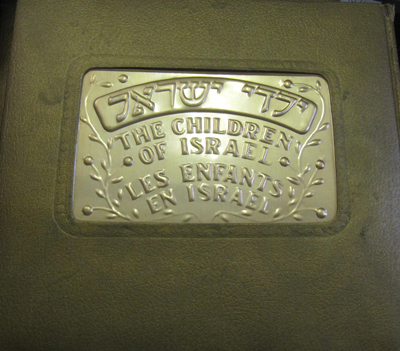 ילדי ישראל
THE CHILDREN
OF ISRAEL
LES ENFANTS
EN ISRAEL